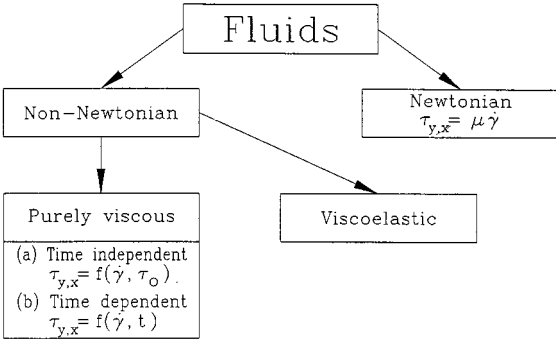 Fluids
Non-Newtonian
Newtonian
τy,x= μγ̇
Purely viscous
Viscoelastic
(a) Time independent
τy,x= f(γ̇, τO).
(b) Time dependent
τy,x= f(γ̇, t)